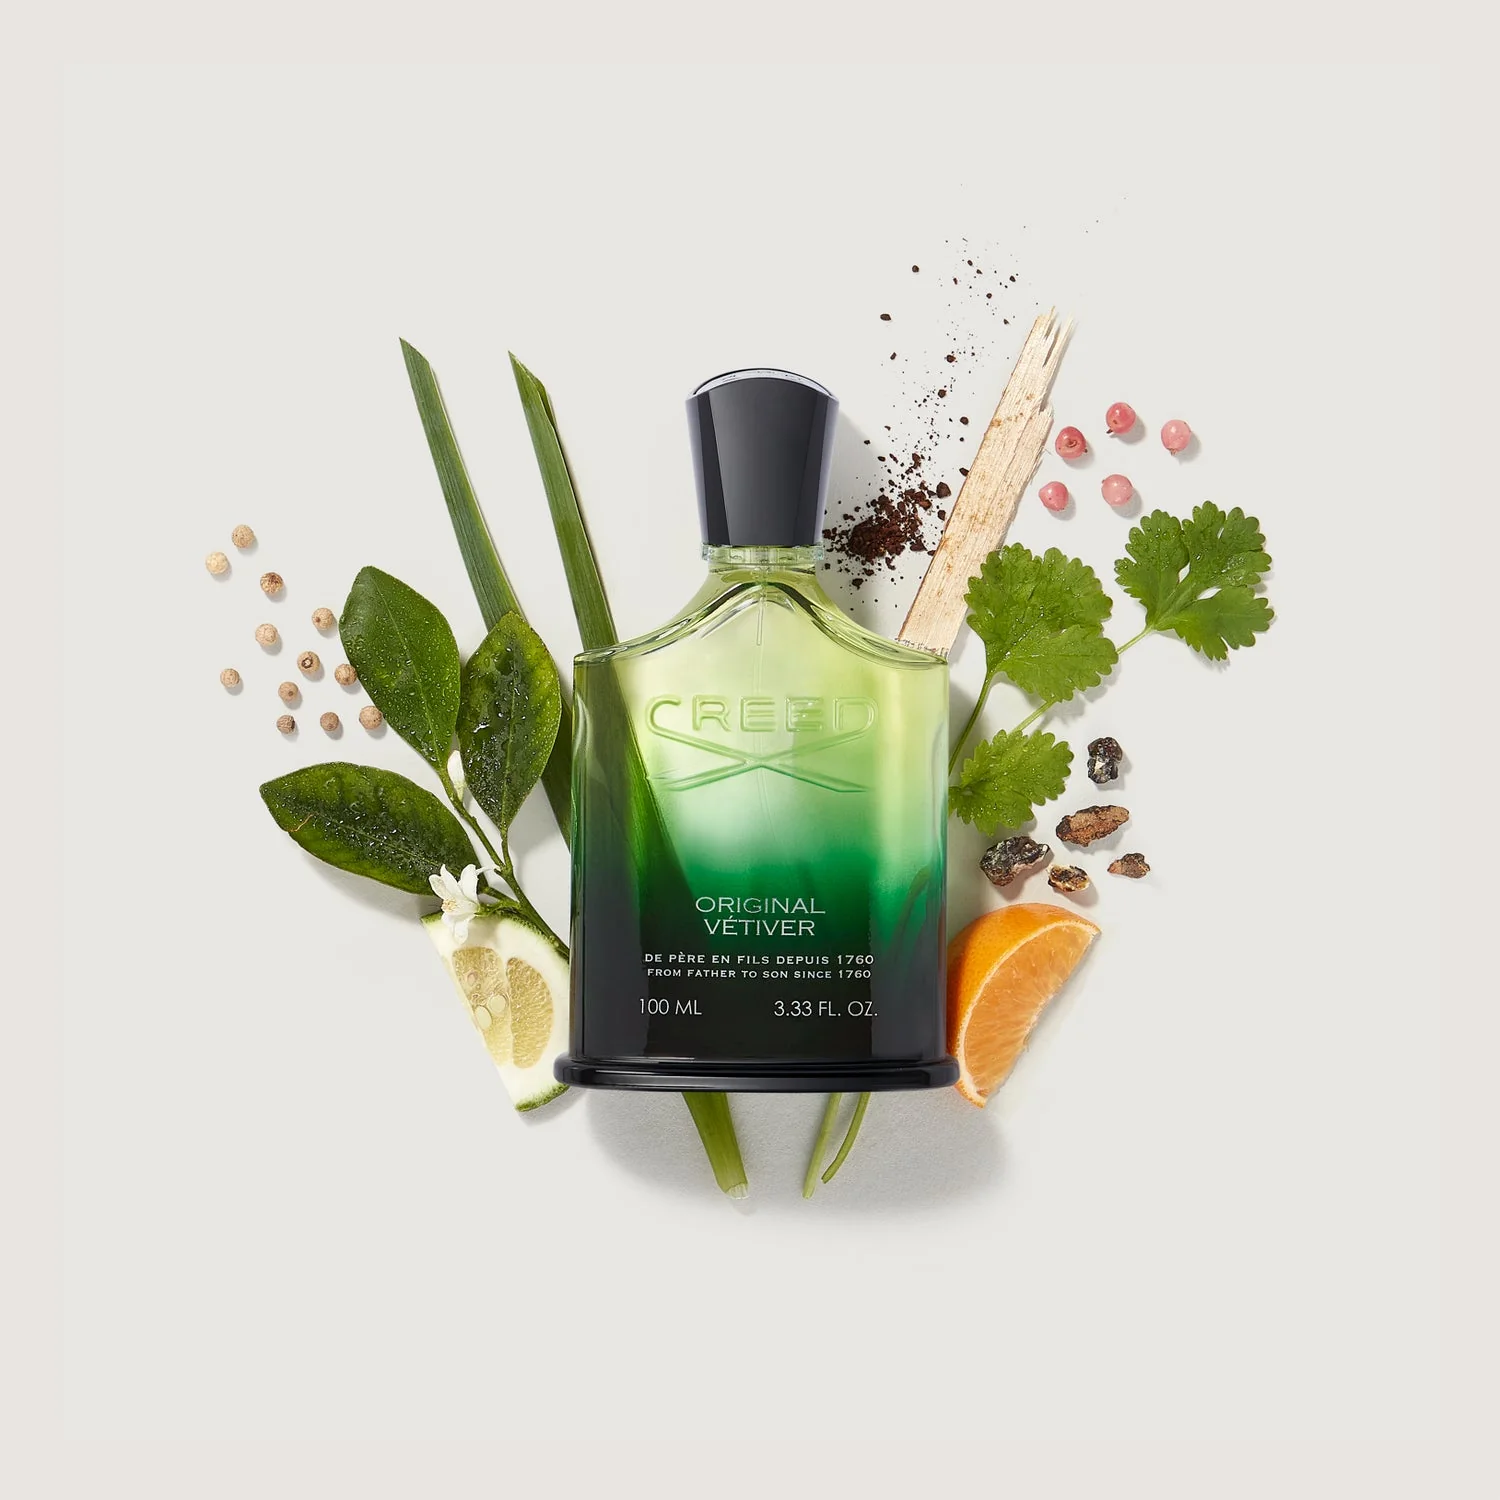 CREED
ORIGINAL
VÉTIVER
DE PÈRE EN FILS DEPUIS 1760
FROM FATHER TO SON SINCE 1760
100 ML 3.33 FL. OZ.